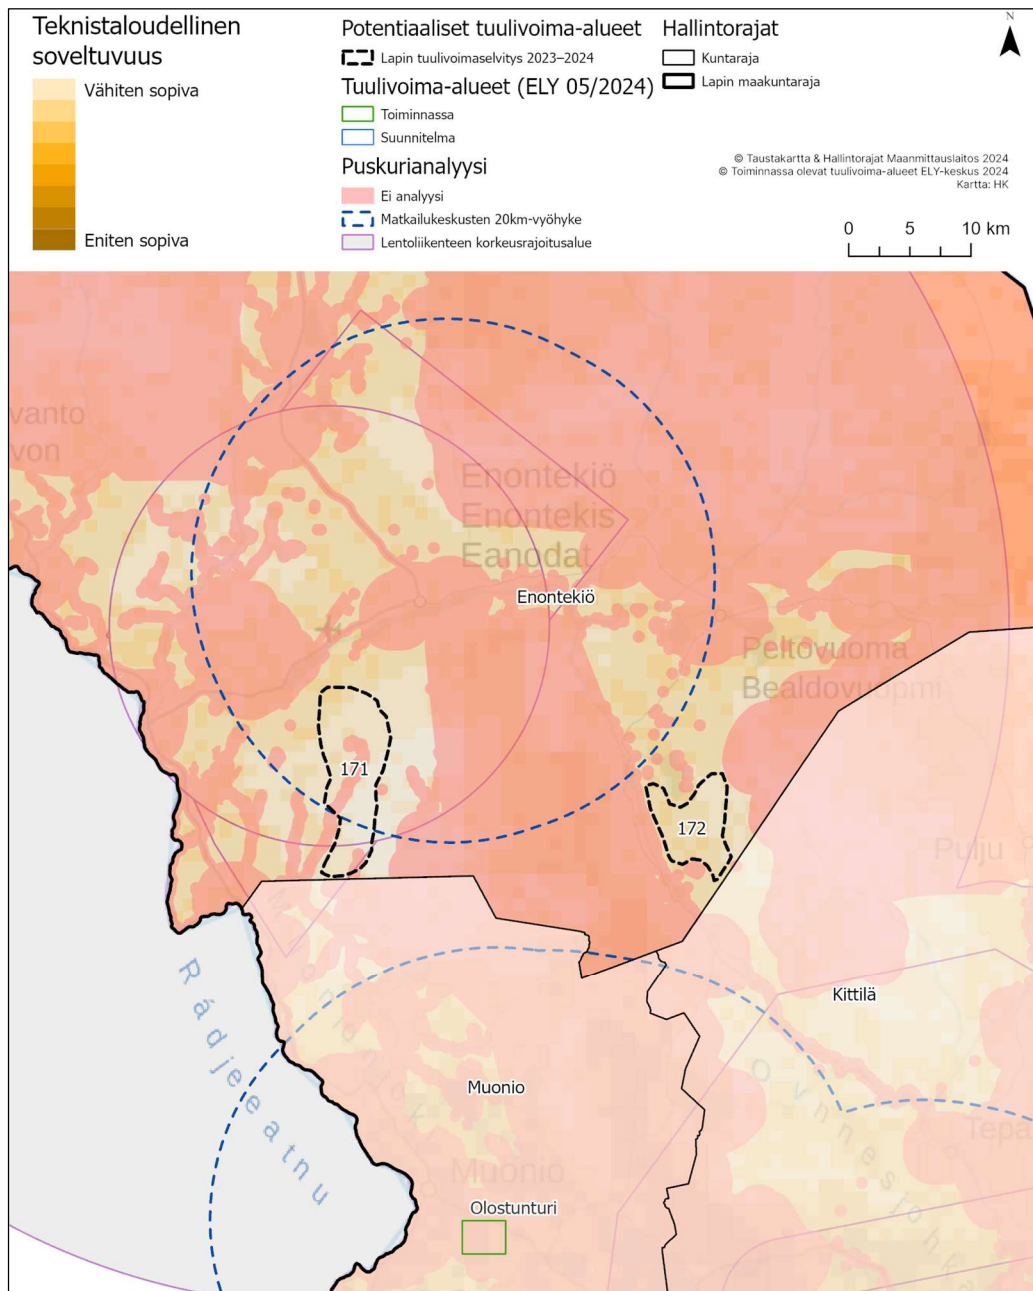 Teknistaloudellinen
soveltuvuus
Vähiten sopiva
Eniten sopiva
Potentiaaliset tuulivoima-alueet
Lapin tuulivoimaselvitys 2023–2024
Tuulivoima-alueet (ELY 05/2024)
Toiminnassa
Suunnitelma
Puskurianalyysi
Ei analyysi
Matkailukeskusten 20km-vyöhyke
Lentoliikenteen korkeusrajoitusalue
Hallintorajat
Kuntaraja
Lapin maakuntaraja
N
© Taustakartta & Hallintorajat Maanmittauslaitos 2024
© Toiminnassa olevat tuulivoima-alueet ELY-keskus 2024
Kartta: HK
0 5 10 km
vanto
von
Enontekiö
Enontekis
Eanodat
Enontekiö
Peltovuoma
Bealdovuopmi
171
172
Pulju
Kittilä
Rádjeeatnu
Muonio
Tepa
Muonio
Olostunturi